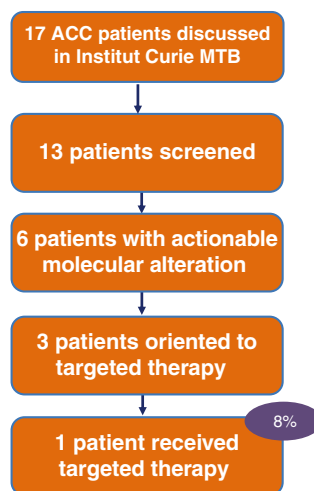 17 ACC patients discussed
in Institut Curie MTB
13 patients screened
6 patients with actionable
molecular alteration
3 patients oriented to
targeted therapy
8%
1 patient received
targeted therapy